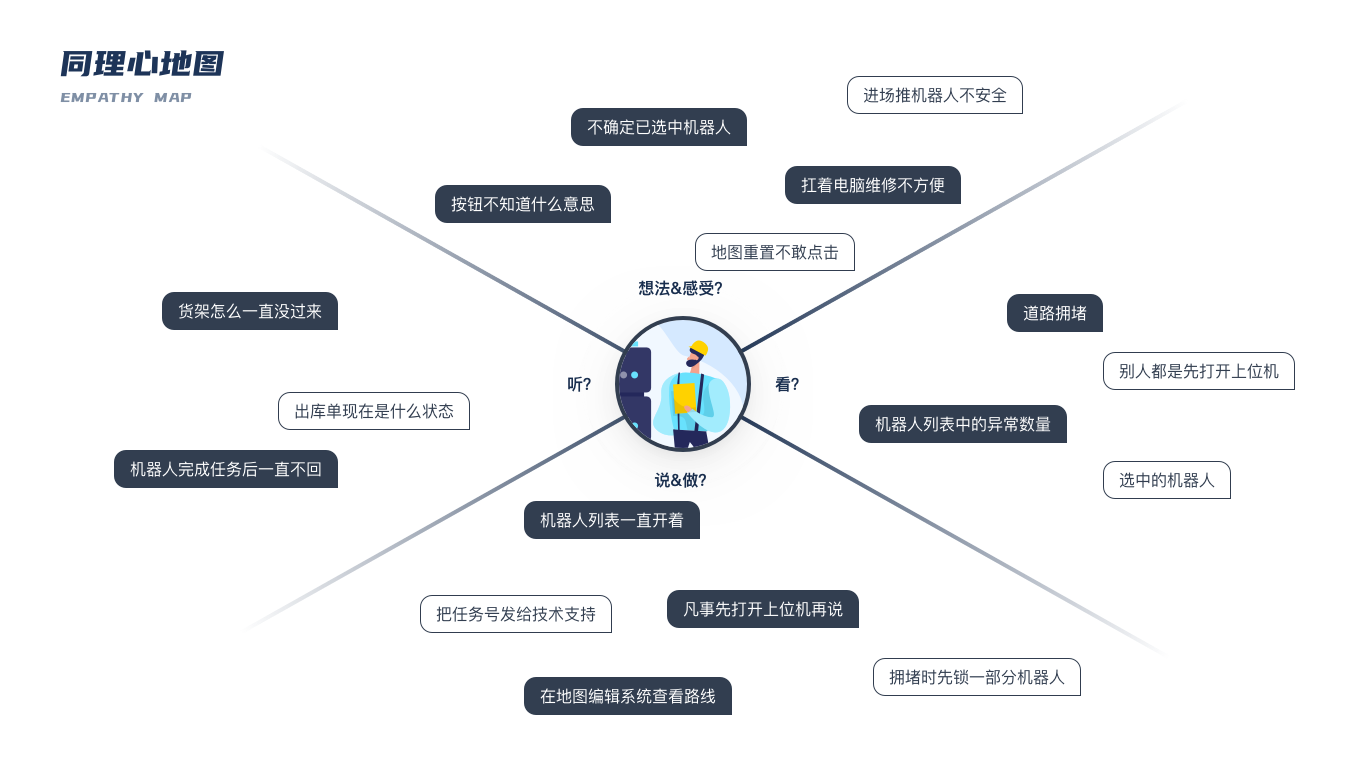 同理心地图
EMPATHY MAP
进场推机器人不安全
不确定已选中机器人
扛着电脑维修不方便
按钮不知道什么意思
地图重置不敢点击
想法&感受?
货架怎么一直没过来
道路拥堵
别人都是先打开上位机
听?
看?
出库单现在是什么状态
机器人列表中的异常数量
机器人完成任务后一直不回
选中的机器人
说&做?
机器人列表一直开着
把任务号发给技术支持
凡事先打开上位机再说
拥堵时先锁一部分机器人
在地图编辑系统查看路线